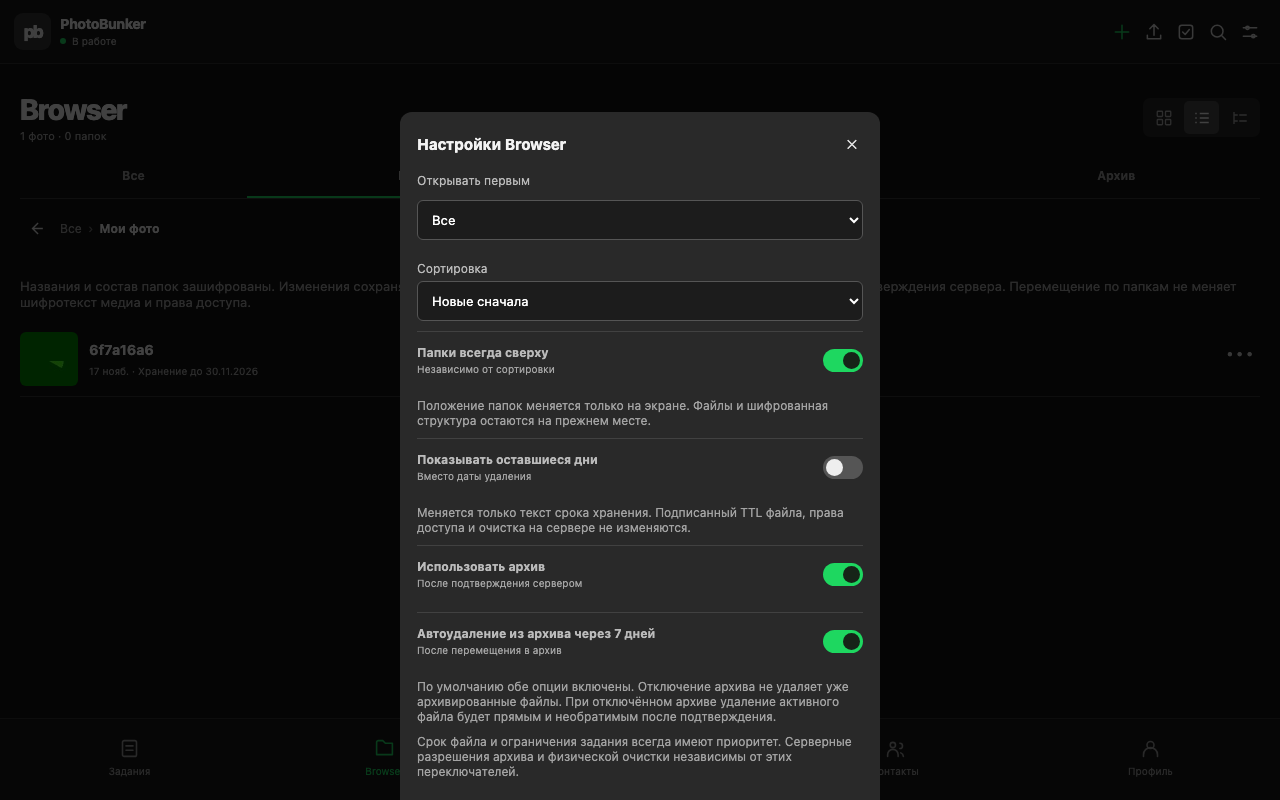 pb
PhotoBunker
В работе
Browser
1 фото · 0 папок
Все
Архив
Все › Мои фото
Названия и состав папок зашифрованы. Изменения
Перемещение по папкам не меняет
шифротекст медиа и права доступа.
сервера.
6f7a16a6
17 нояб. · Хранение до 30.11.2026
Настройки Browser
Открывать первым
Все
Сортировка
Новые сначала
Папки всегда сверху
Независимо от сортировки
Положение папок меняется только на экране. Файлы и шифрованная
структура остаются на прежнем месте.
Показывать оставшиеся дни
Вместо даты удаления
Меняется только текст срока хранения. Подписанный TTL файла, права
доступа и очистка на сервере не изменяются.
Использовать архив
После подтверждения сервером
Автоудаление из архива через 7 дней
После перемещения в архив
По умолчанию обе опции включены. Отключение архива не удаляет уже
архивированные файлы. При отключённом архиве удаление активного
файла будет прямым и необратимым после подтверждения.
Срок файла и ограничения задания всегда имеют приоритет. Серверные
разрешения архива и физической очистки независимы от этих
переключателей.
Задания
Browse
онтакты
Профиль